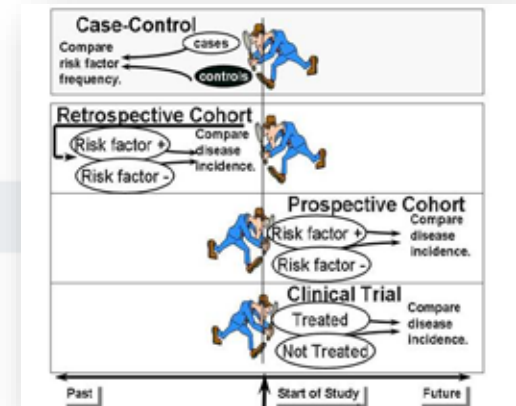 Case-Control
Compare
risk factor
frequency.
cases
controls
Retrospective Cohort
Risk factor +
Risk factor -
Compare
disease
incidence.
Prospective Cohort
Risk factor +
Risk factor -
Compare
disease
incidence.
Clinical Trial
Treated
Not Treated
Compare
disease
incidence.
Past
Start of Study
Future